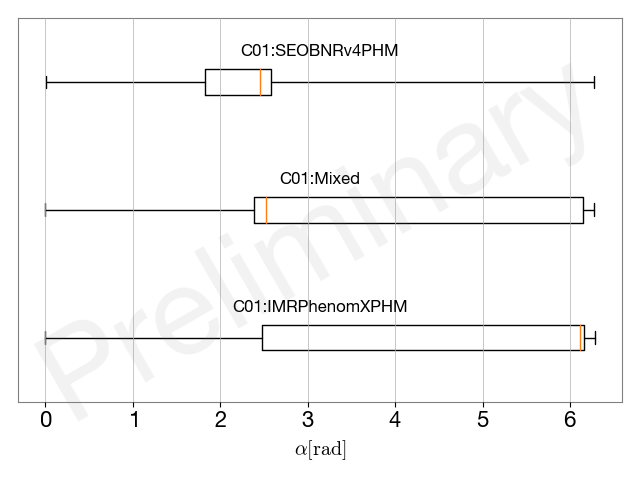 C01:SEOBNRv4PHM
C01:Mixed
C01:IMRPhenomXPHM
Preliminary
0 1 2 3 4 5 6
α[rad]